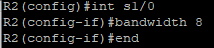 R2(config)#int s1/0
R2(config-if)#bandwidth 8
R2(config-if)#end